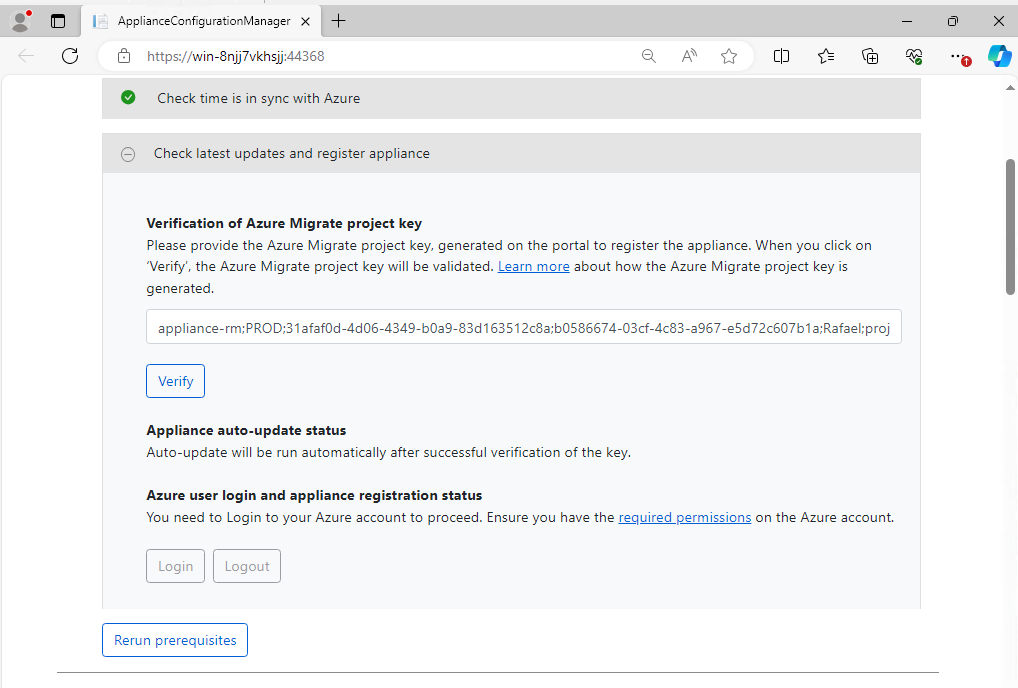 ApplianceConfigurationManager
https://win-8njj7vkhsjj:44368
Check time is in sync with Azure
Check latest updates and register appliance
Verification of Azure Migrate project key
Please provide the Azure Migrate project key, generated on the portal to register the appliance. When you click on
'Verify', the Azure Migrate project key will be validated. Learn more about how the Azure Migrate project key is
generated.
appliance-rm;PROD;31afaf0d-4d06-4349-b0a9-83d163512c8a;b0586674-03cf-4c83-a967-e5d72c607b1a;Rafael;proj
Verify
Appliance auto-update status
Auto-update will be run automatically after successful verification of the key.
Azure user login and appliance registration status
You need to Login to your Azure account to proceed. Ensure you have the required permissions on the Azure account.
Login Logout
Rerun prerequisites